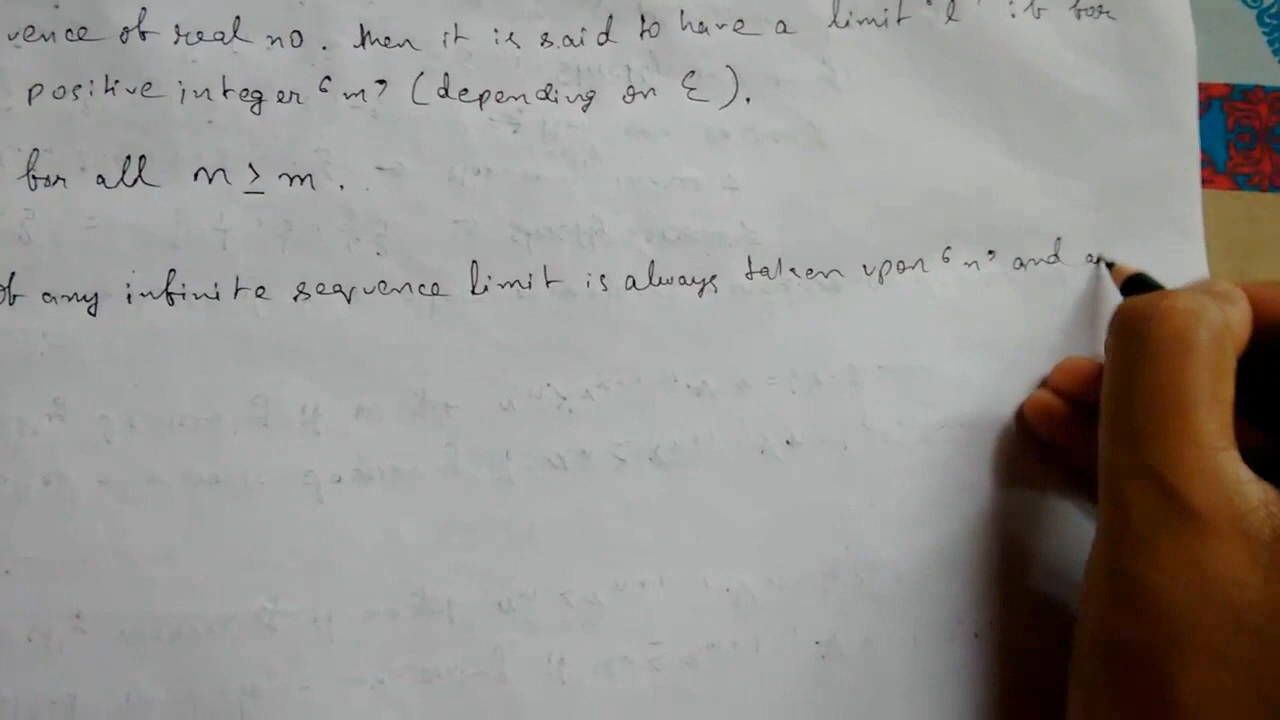 uence of real no. then it is said to have a limit 'l' if for
positive integer 'm' (depending on ε).
for all n ≥ m.
of any infinite sequence limit is always taken upon 'n' and